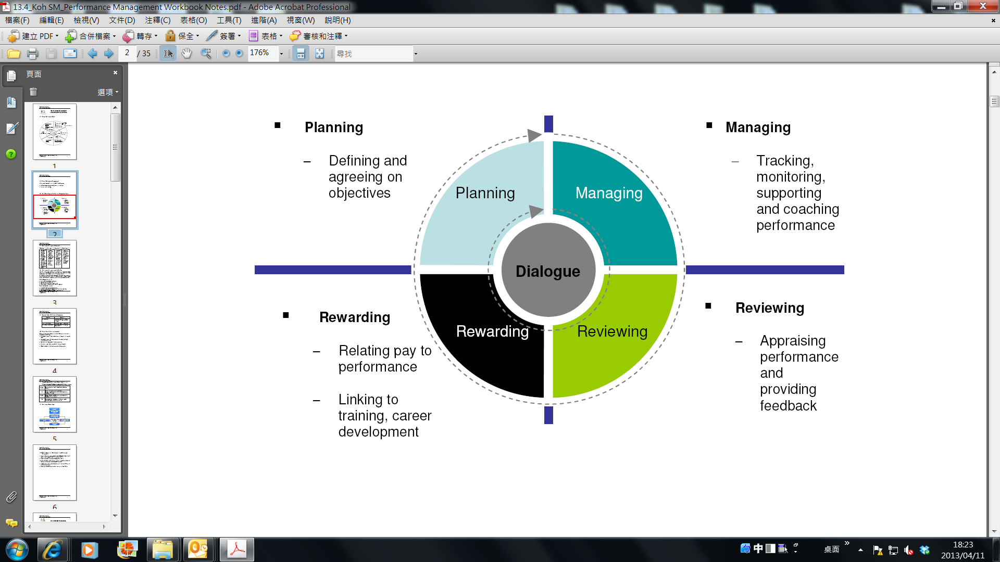 13.4_Koh SM_Performance Management Workbook Notes.pdf - Adobe Acrobat Professional
檔案(F) 編輯(E) 檢視(V) 文件(D) 注釋(C) 表格(O) 工具(T) 進階(A) 視窗(W) 說明(H)
建立 PDF 合併檔案 轉存 保全 簽署 表格 審核和注釋
2 / 35 176% 尋找
頁面
選項
1
2
3
4
5
6
Planning
– Defining and
agreeing on
objectives
Managing
– Tracking,
monitoring,
supporting
and coaching
performance
Planning
Managing
Dialogue
Rewarding
Reviewing
Rewarding
– Relating pay to
performance
– Linking to
training, career
development
Reviewing
– Appraising
performance
and
providing
feedback
中
桌面
18:23
2013/04/11